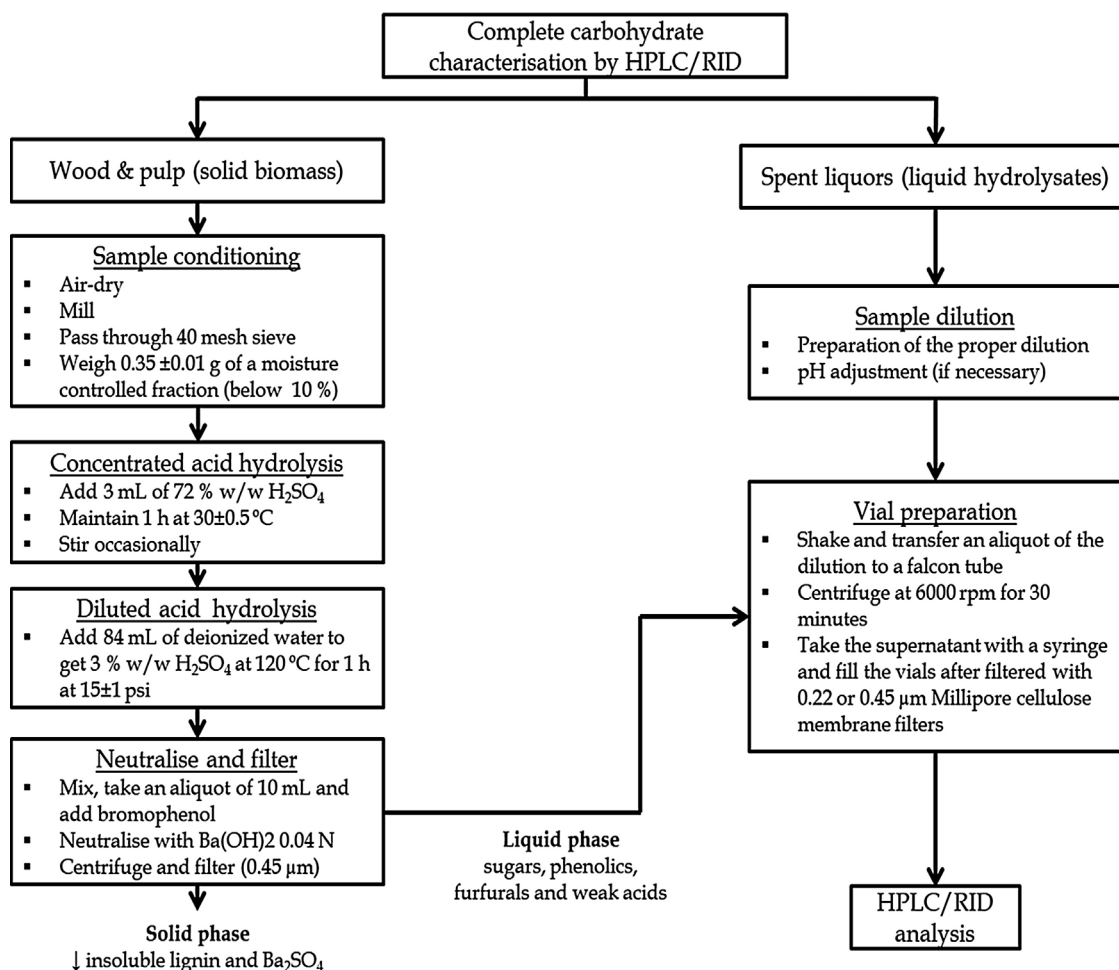 Complete carbohydrate
characterisation by HPLC/RID
Wood & pulp (solid biomass)
Sample conditioning
▪ Air-dry
▪ Mill
▪ Pass through 40 mesh sieve
▪ Weigh 0.35 ±0.01 g of a moisture
controlled fraction (below 10 %)
Concentrated acid hydrolysis
▪ Add 3 mL of 72 % w/w H₂SO₄
▪ Maintain 1 h at 30±0.5 ºC
▪ Stir occasionally
Diluted acid hydrolysis
▪ Add 84 mL of deionized water to
get 3 % w/w H₂SO₄ at 120 ºC for 1 h
at 15±1 psi
Neutralise and filter
▪ Mix, take an aliquot of 10 mL and
add bromophenol
▪ Neutralise with Ba(OH)2 0.04 N
▪ Centrifuge and filter (0.45 µm)
Solid phase
↓ insoluble lignin and Ba₂SO₄
Liquid phase
sugars, phenolics,
furfurals and weak acids
Spent liquors (liquid hydrolysates)
Sample dilution
▪ Preparation of the proper dilution
▪ pH adjustment (if necessary)
Vial preparation
▪ Shake and transfer an aliquot of the
dilution to a falcon tube
▪ Centrifuge at 6000 rpm for 30
minutes
▪ Take the supernatant with a syringe
and fill the vials after filtered with
0.22 or 0.45 µm Millipore cellulose
membrane filters
HPLC/RID
analysis